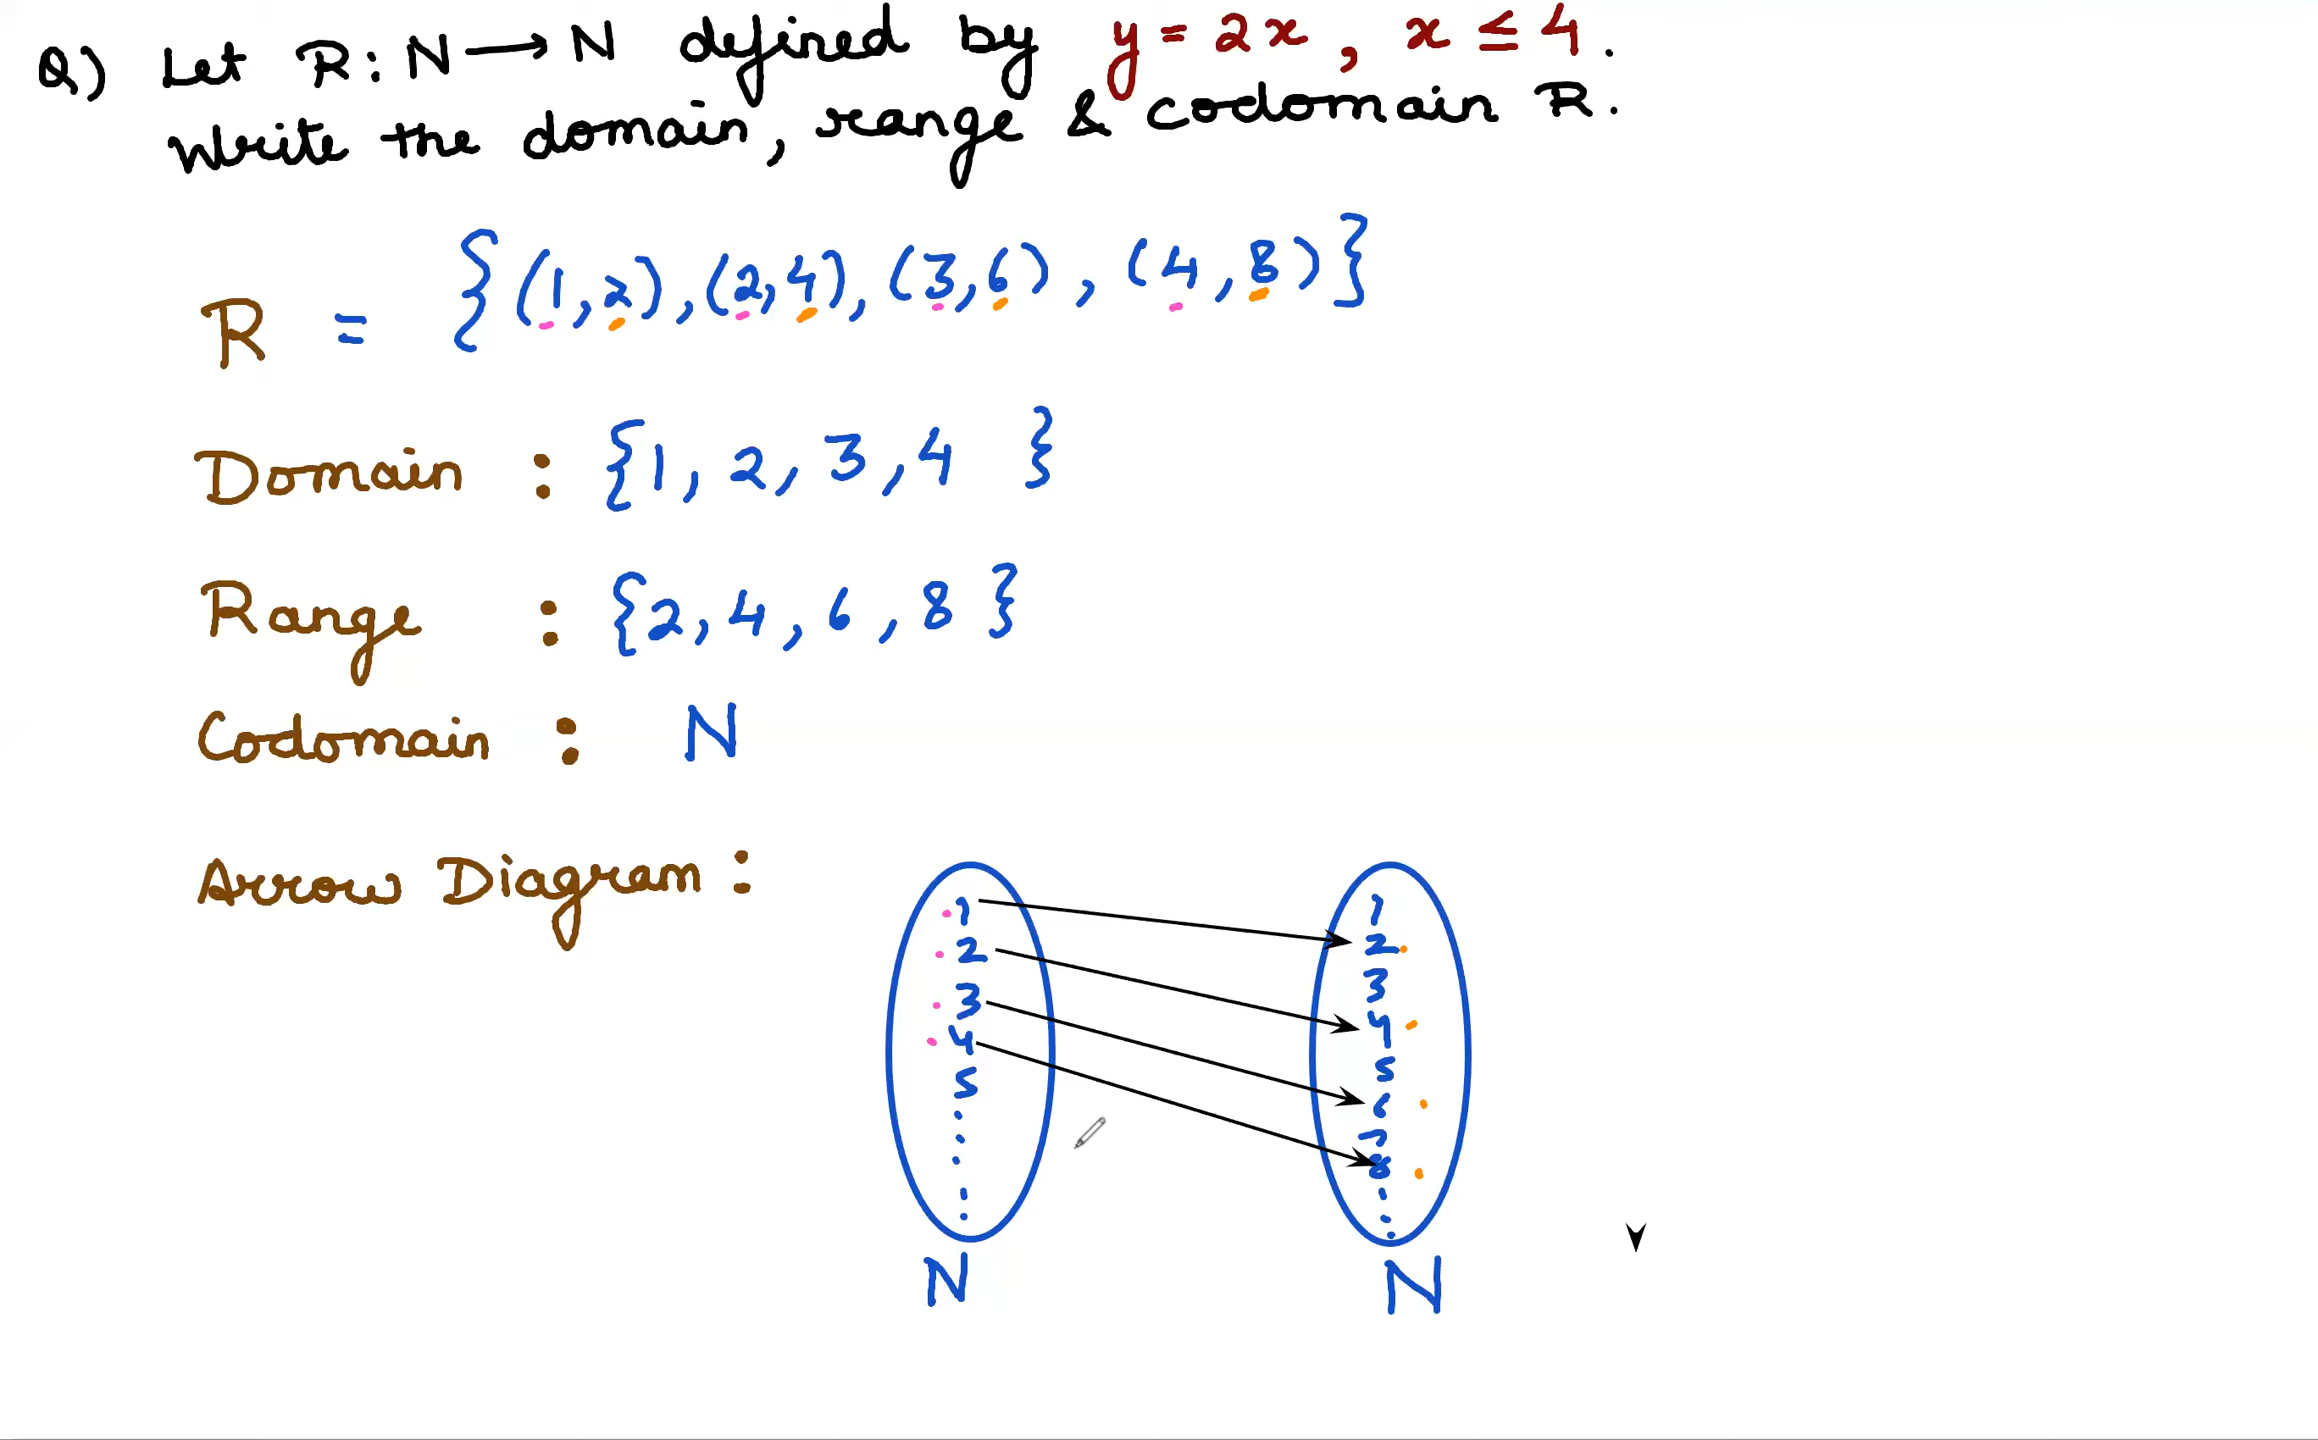 Q) Let R: N → N defined by y = 2x, x ≤ 4.
Write the domain, range & codomain R.
R = {(1,2),(2,4),(3,6),(4,8)}
Domain : {1, 2, 3, 4 }
Range : {2, 4, 6, 8 }
Codomain : N
Arrow Diagram :
1
2
3
4
5
.
.
.
.
.
N
1
2
3
4
5
6
7
8
.
.
.
N